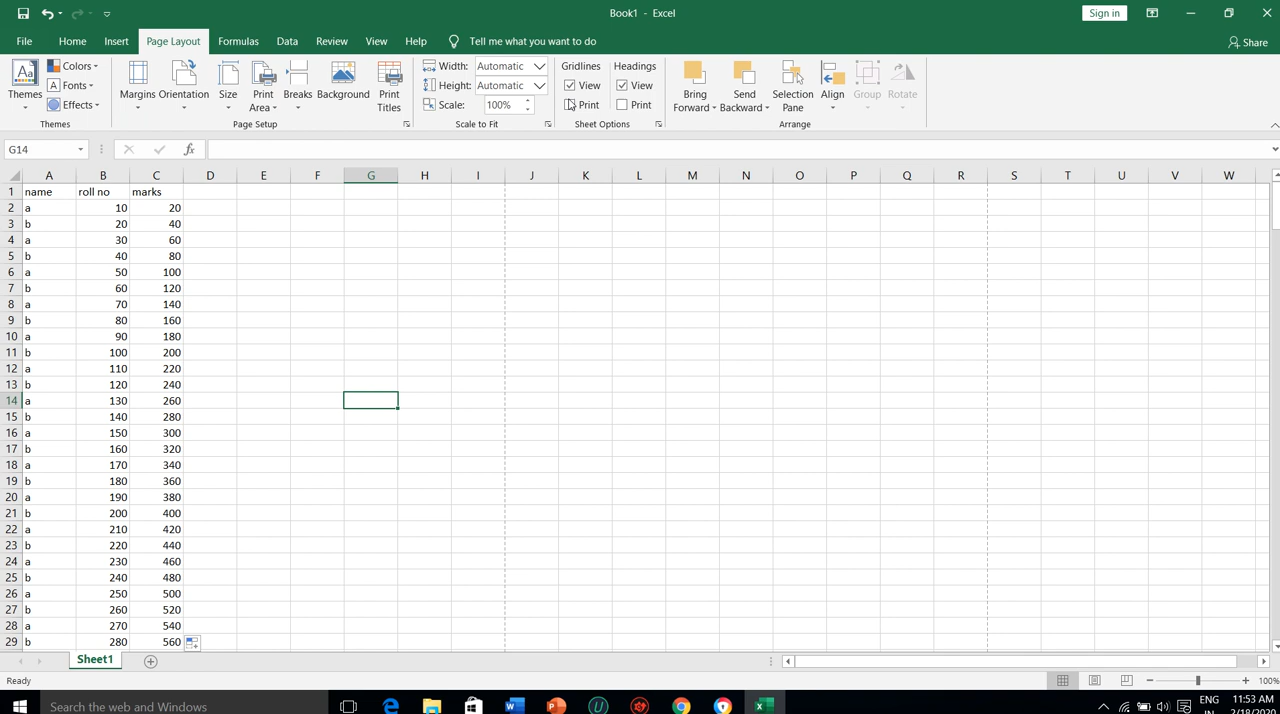 Book1 - Excel
Sign in
File Home Insert Page Layout Formulas Data Review View Help Tell me what you want to do
Share
Themes Colors Fonts Effects
Themes
Margins Orientation Size Print Area Breaks Background Print Titles
Page Setup
Width: Automatic
Height: Automatic
Scale: 100%
Scale to Fit
Gridlines Headings
View View
Print Print
Sheet Options
Bring Forward Send Backward Selection Pane Align Group Rotate
Arrange
G14 fx
A B C D E F G H I J K L M N O P Q R S T U V W
1 name roll no marks
2 a 10 20
3 b 20 40
4 a 30 60
5 b 40 80
6 a 50 100
7 b 60 120
8 a 70 140
9 b 80 160
10 a 90 180
11 b 100 200
12 a 110 220
13 b 120 240
14 a 130 260
15 b 140 280
16 a 150 300
17 b 160 320
18 a 170 340
19 b 180 360
20 a 190 380
21 b 200 400
22 a 210 420
23 b 220 440
24 a 230 460
25 b 240 480
26 a 250 500
27 b 260 520
28 a 270 540
29 b 280 560
Sheet1
Ready
100%
Search the web and Windows
ENG 11:53 AM
IN 2/18/2020